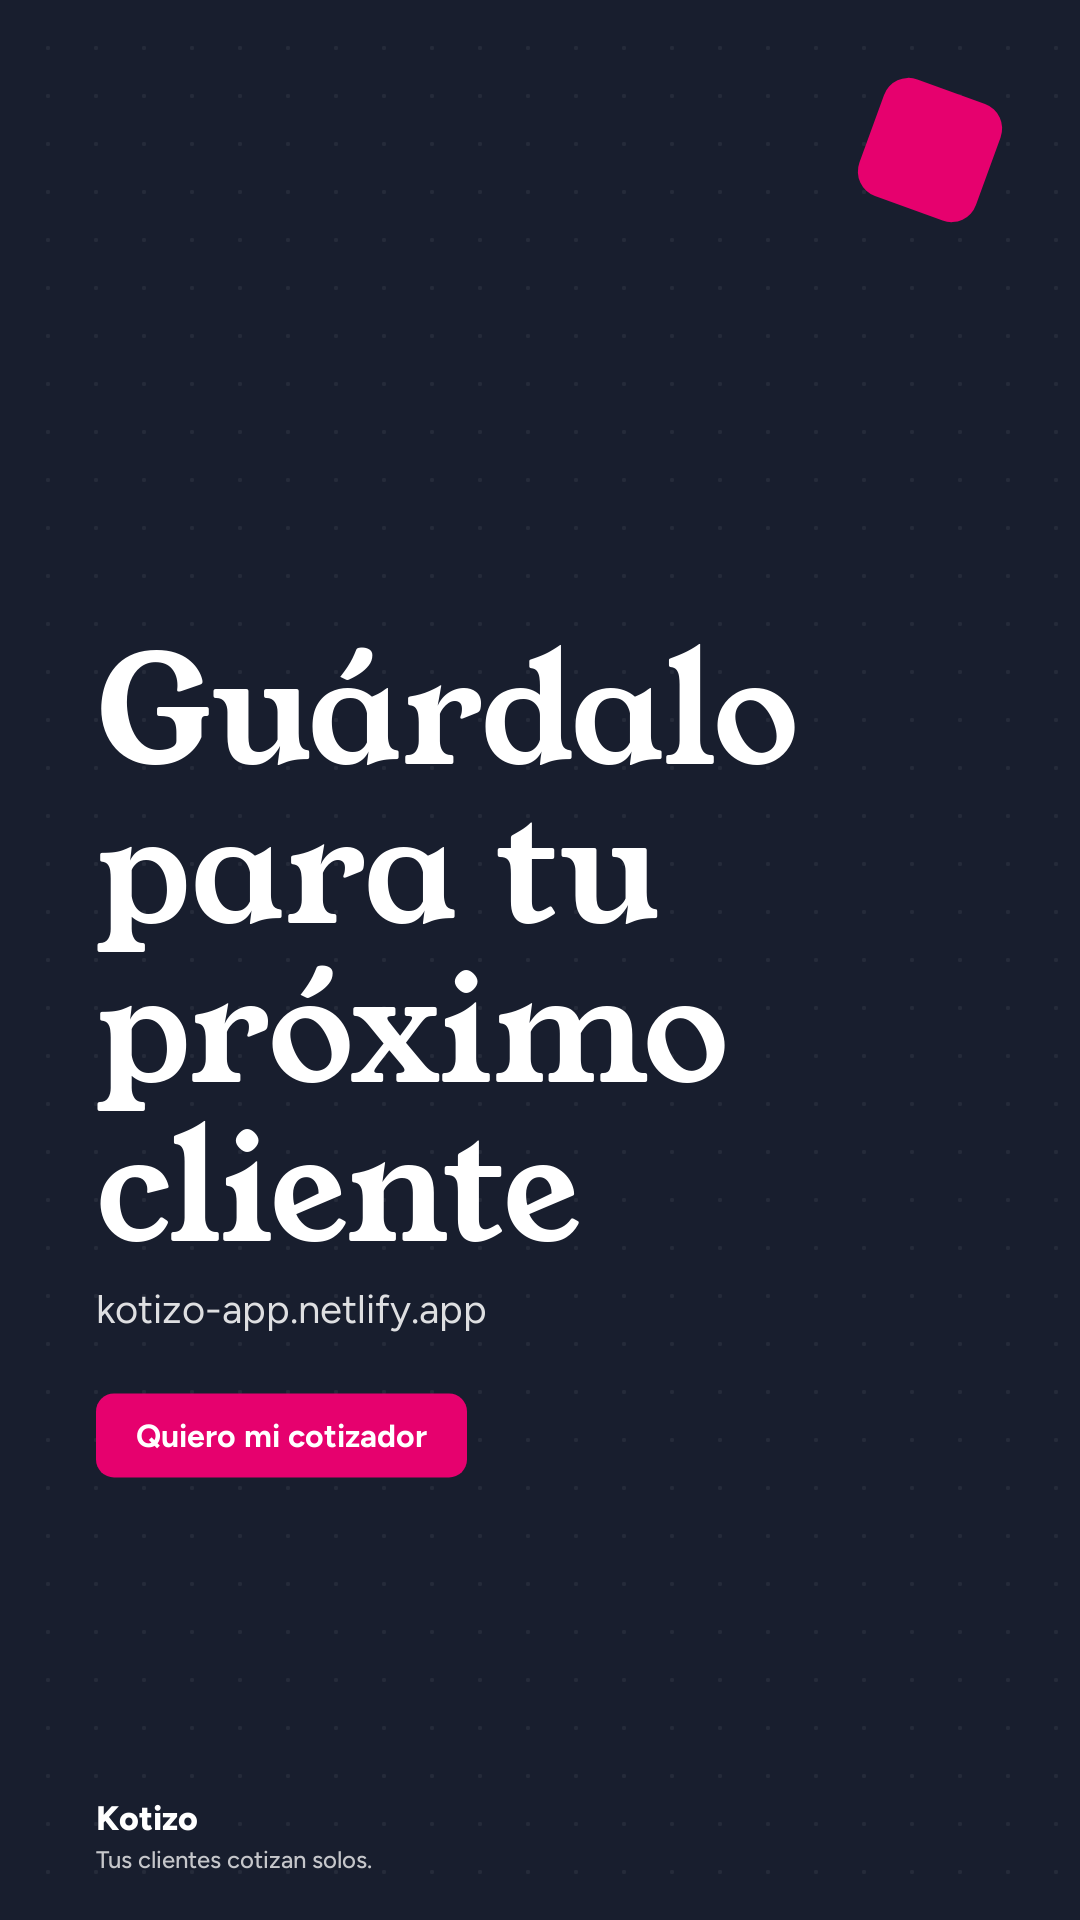 Guárdalo
para tu
próximo
cliente
kotizo-app.netlify.app
Quiero mi cotizador
Kotizo
Tus clientes cotizan solos.